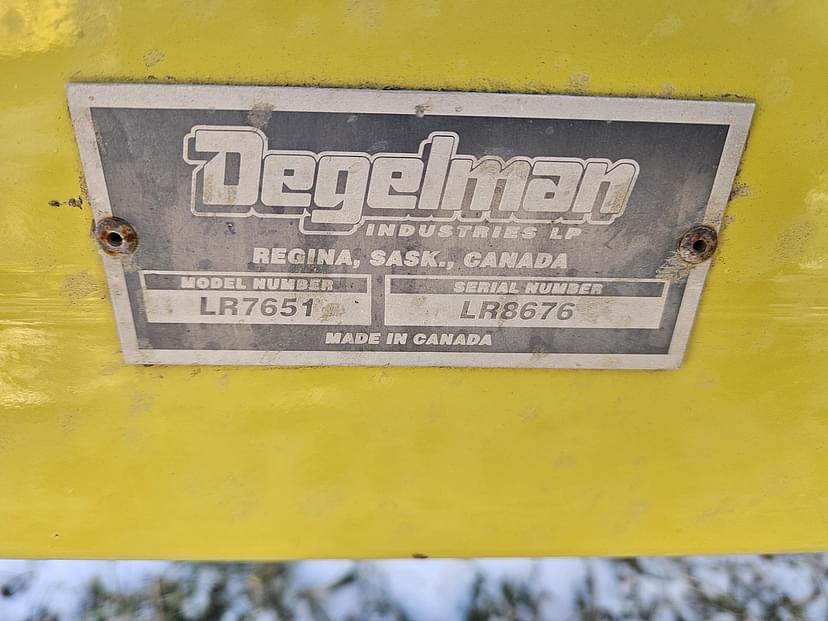 Degelman
INDUSTRIES LP
REGINA, SASK., CANADA
MODEL NUMBER
LR7651
SERIAL NUMBER
LR8676
MADE IN CANADA